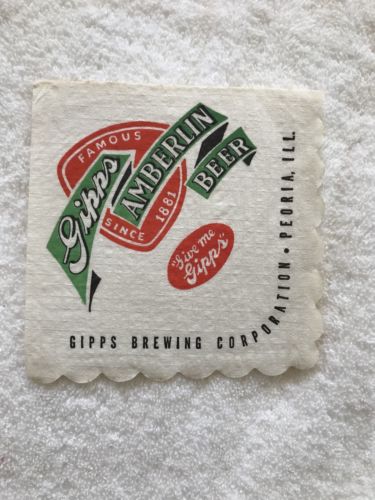 FAMOUS
Gipps
AMBERLIN
BEER
SINCE 1881
"Give me
Gipps"
GIPPS BREWING CORPORATION • PEORIA, ILL.